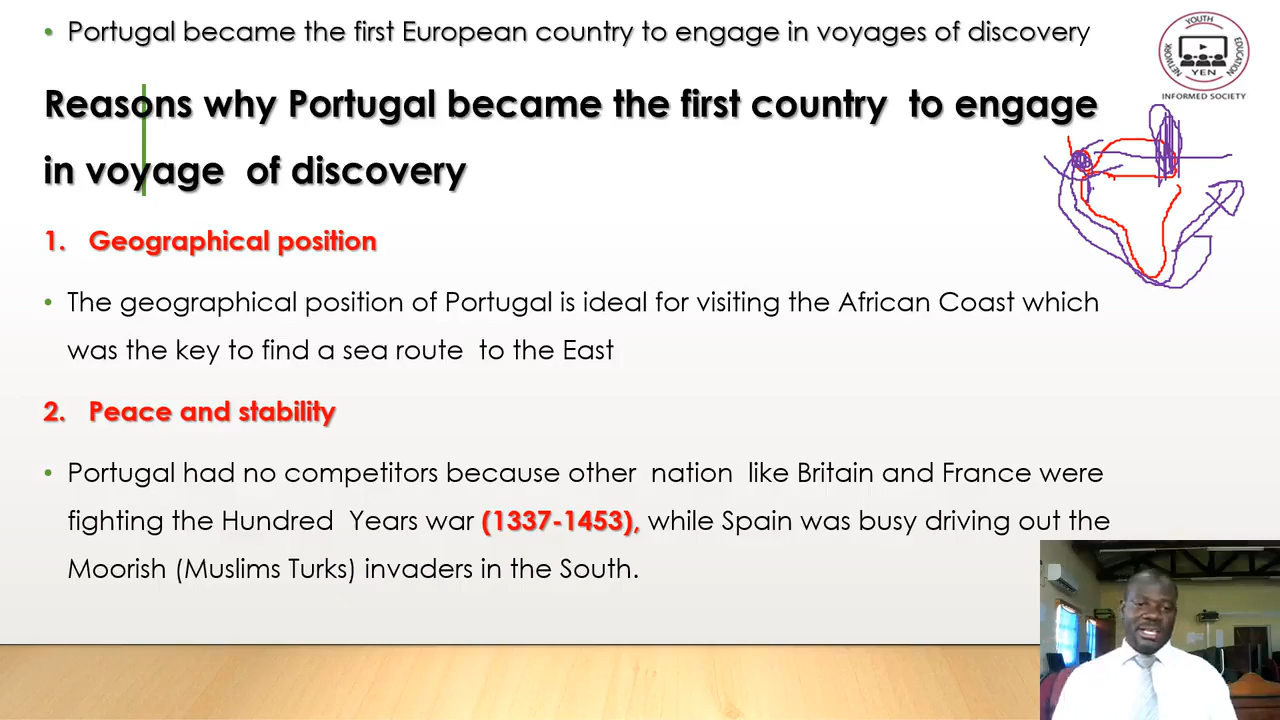 • Portugal became the first European country to engage in voyages of discovery
Reasons why Portugal became the first country to engage
in voyage of discovery
1. Geographical position
• The geographical position of Portugal is ideal for visiting the African Coast which
was the key to find a sea route to the East
2. Peace and stability
• Portugal had no competitors because other nation like Britain and France were
fighting the Hundred Years war (1337-1453), while Spain was busy driving out the
Moorish (Muslims Turks) invaders in the South.
YOUTH
EDUCATION
NETWORK
YEN
INFORMED SOCIETY